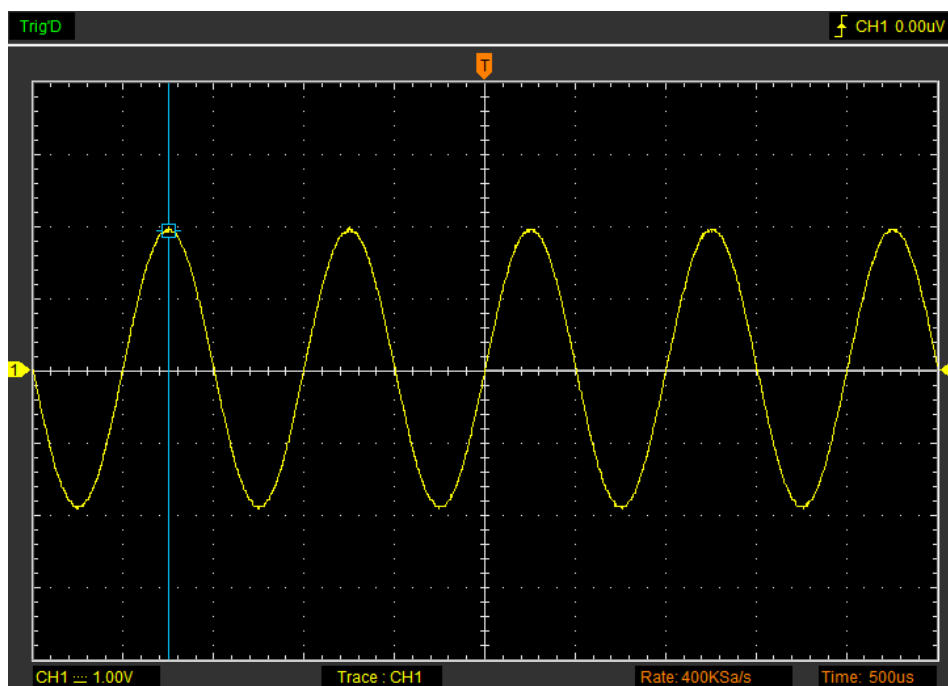 Trig'D
CH1 0.00uV
T
1
CH1 1.00V
Trace : CH1
Rate: 400KSa/s
Time: 500us